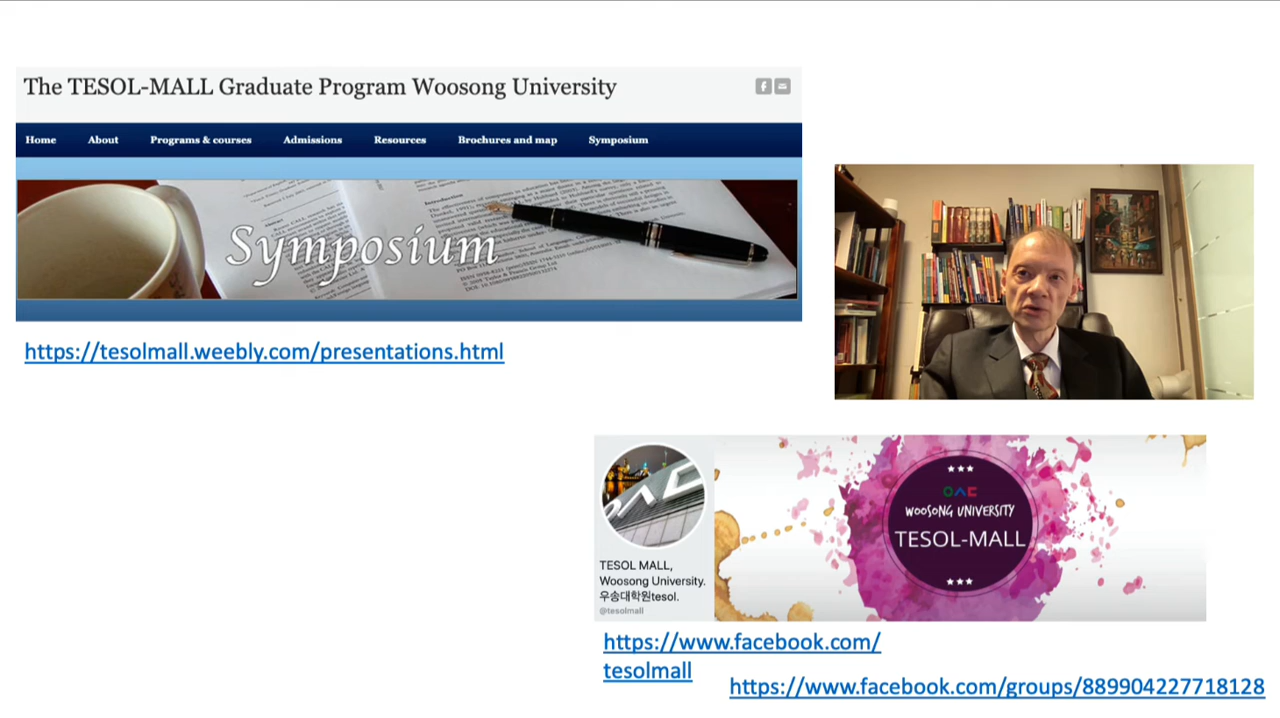 The TESOL-MALL Graduate Program Woosong University
Home About Programs & courses Admissions Resources Brochures and map Symposium
Introduction
Symposium
https://tesolmall.weebly.com/presentations.html
WOOSONG UNIVERSITY
TESOL-MALL
TESOL MALL,
Woosong University.
우송대학원tesol.
@tesolmall
https://www.facebook.com/
tesolmall
https://www.facebook.com/groups/889904227718128